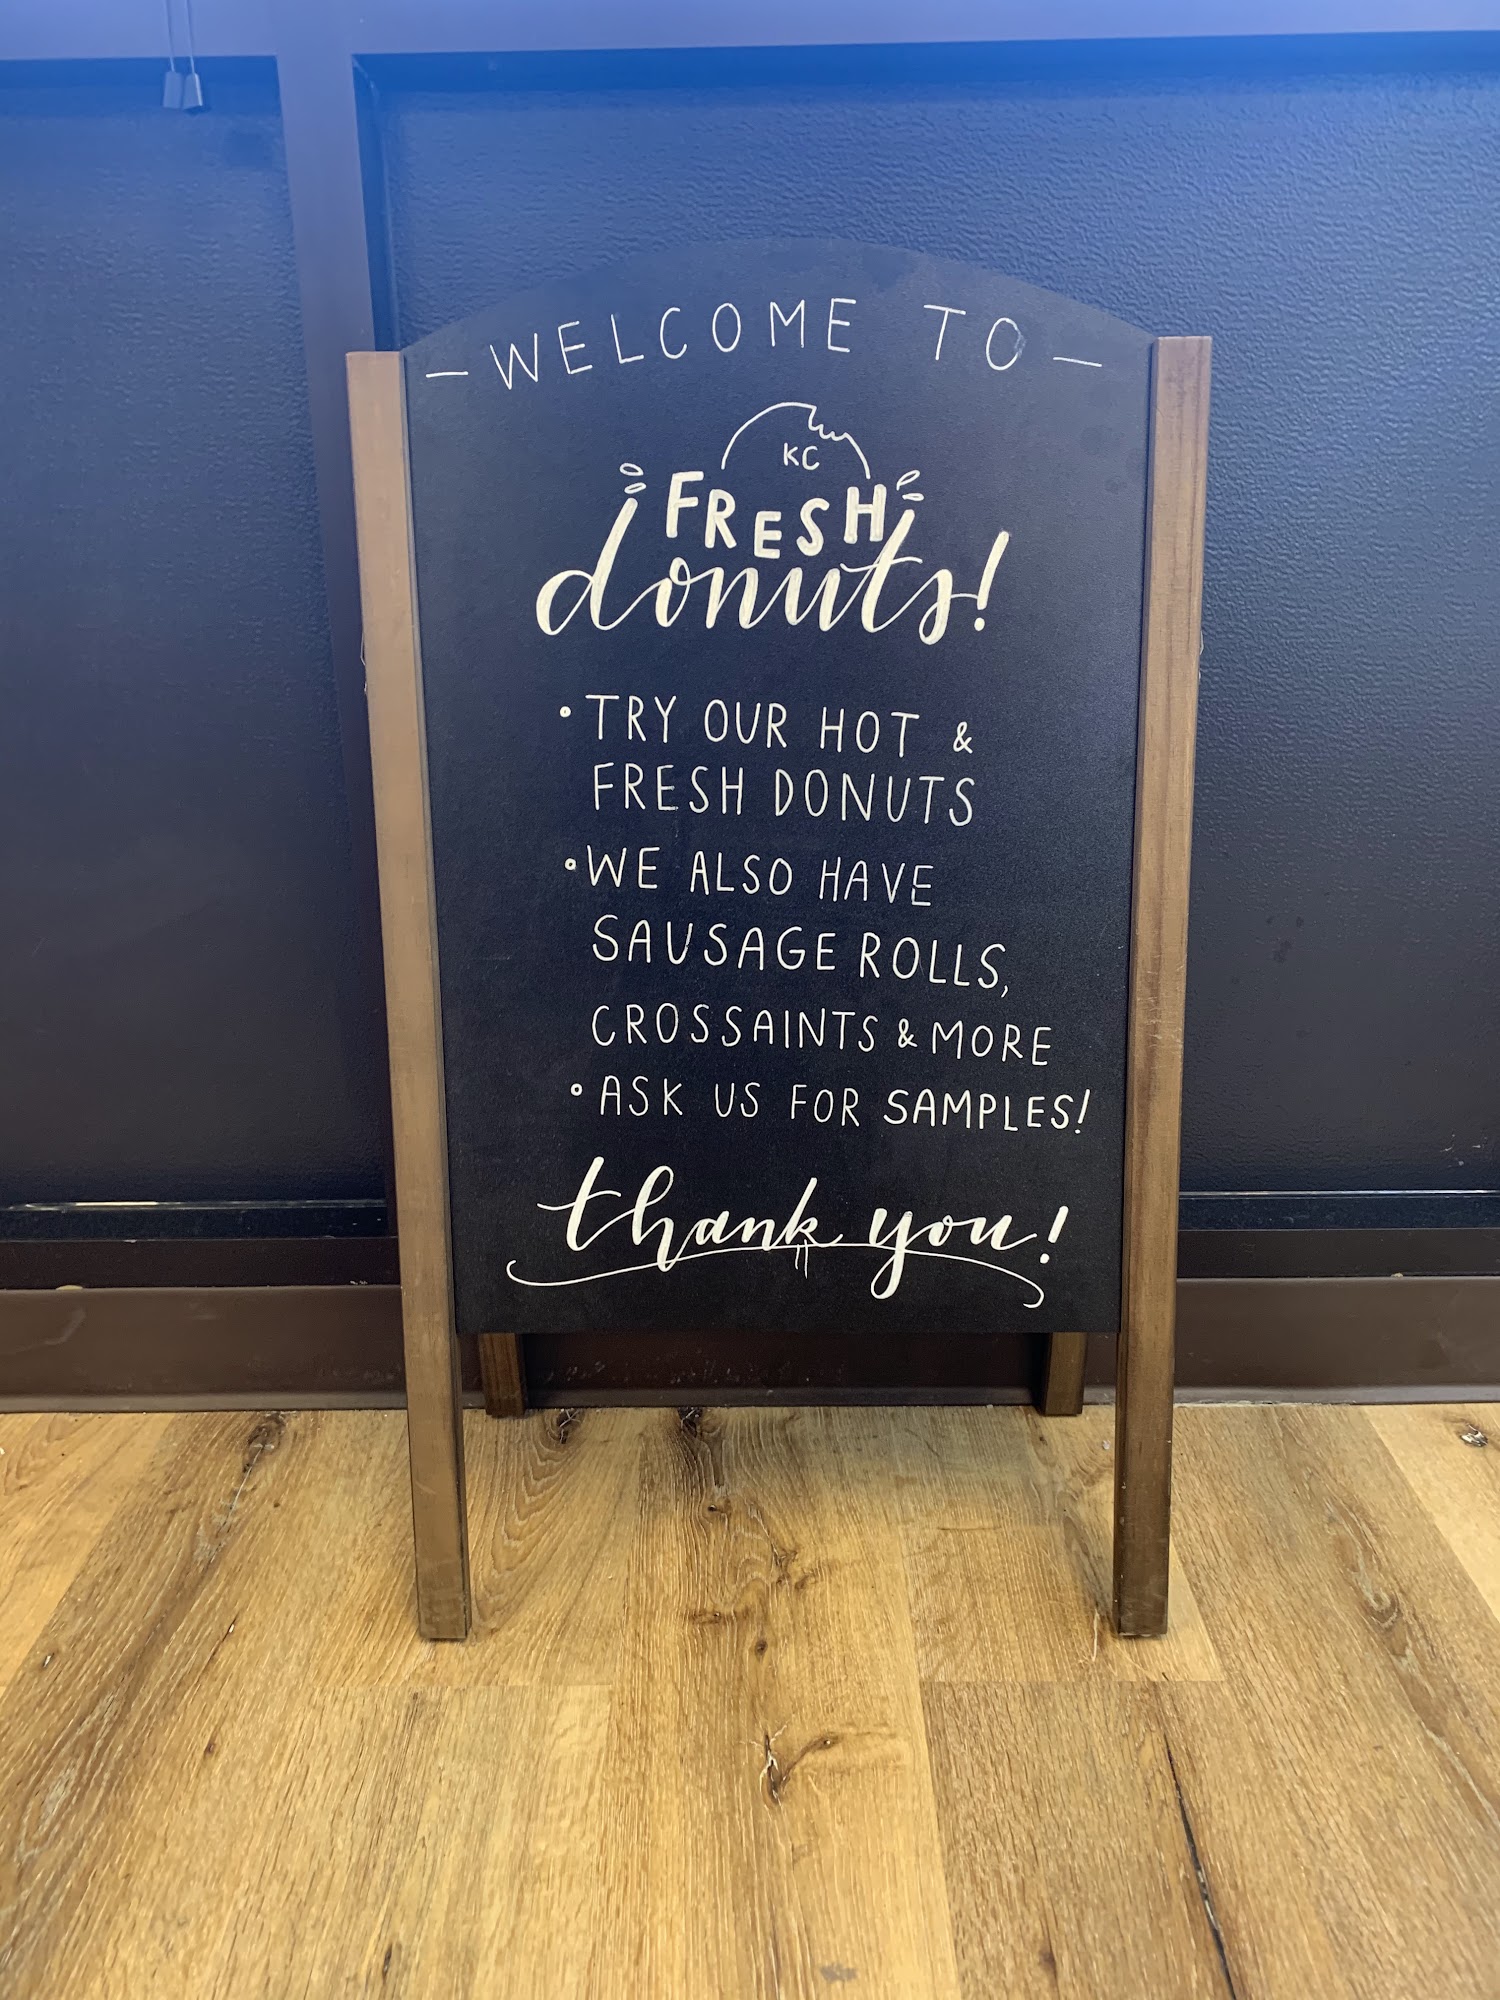 - WELCOME TO -
KC
FRESH
donuts!
• TRY OUR HOT &
FRESH DONUTS
• WE ALSO HAVE
SAUSAGE ROLLS,
CROSSAINTS & MORE
• ASK US FOR SAMPLES!
thank you!